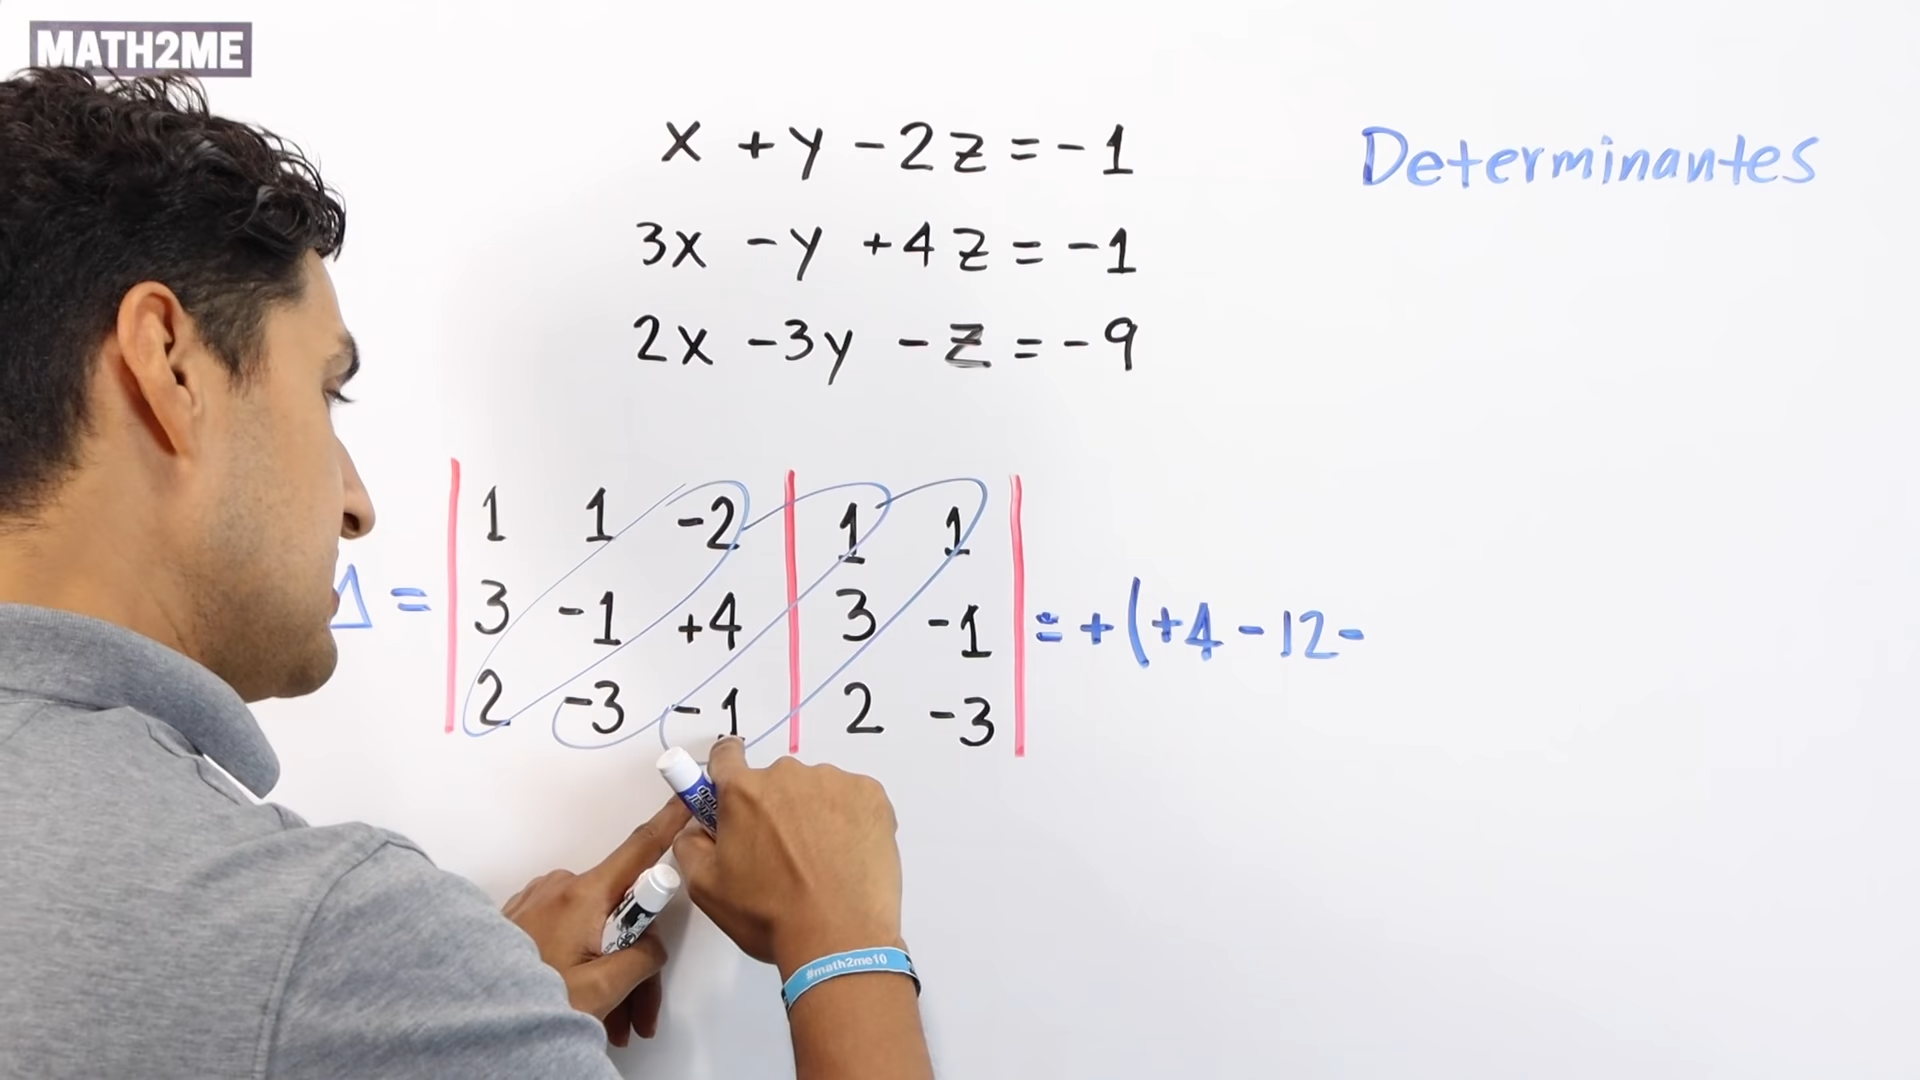 MATH2ME
x + y - 2z = -1
Determinantes
3x - y + 4z = -1
2x - 3y - z = -9
1 1 -2 | 1 1
Δ = | 3 -1 +4 | 3 -1 | = + (+4 - 12 -
2 -3 -1 | 2 -3
#math2me10